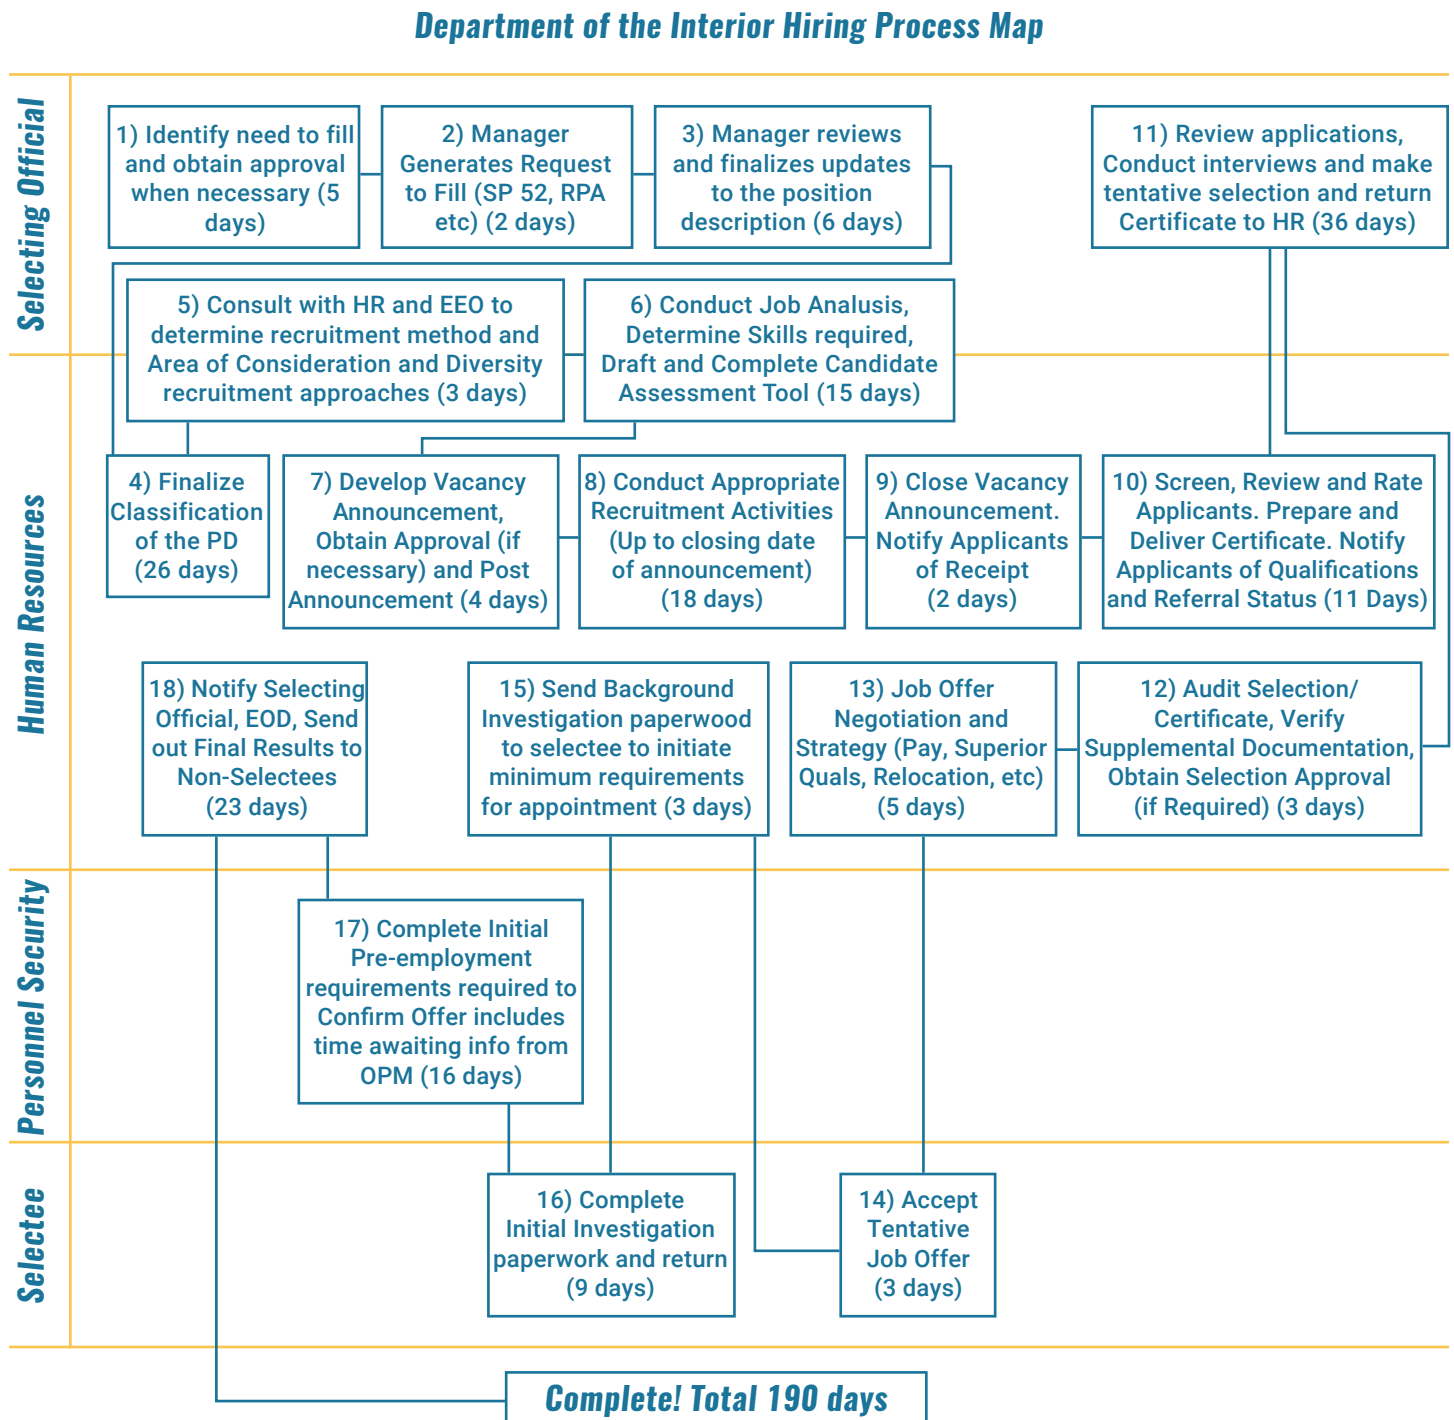 Department of the Interior Hiring Process Map
Selecting Official
1) Identify need to fill
and obtain approval
when necessary (5
days)
2) Manager
Generates Request
to Fill (SP 52, RPA
etc) (2 days)
3) Manager reviews
and finalizes updates
to the position
description (6 days)
11) Review applications,
Conduct interviews and make
tentative selection and return
Certificate to HR (36 days)
5) Consult with HR and EEO to
determine recruitment method and
Area of Consideration and Diversity
recruitment approaches (3 days)
6) Conduct Job Analusis,
Determine Skills required,
Draft and Complete Candidate
Assessment Tool (15 days)
Human Resources
4) Finalize
Classification
of the PD
(26 days)
7) Develop Vacancy
Announcement,
Obtain Approval (if
necessary) and Post
Announcement (4 days)
8) Conduct Appropriate
Recruitment Activities
(Up to closing date
of announcement)
(18 days)
9) Close Vacancy
Announcement.
Notify Applicants
of Receipt
(2 days)
10) Screen, Review and Rate
Applicants. Prepare and
Deliver Certificate. Notify
Applicants of Qualifications
and Referral Status (11 Days)
18) Notify Selecting
Official, EOD, Send
out Final Results to
Non-Selectees
(23 days)
15) Send Background
Investigation paperwood
to selectee to initiate
minimum requirements
for appointment (3 days)
13) Job Offer
Negotiation and
Strategy (Pay, Superior
Quals, Relocation, etc)
(5 days)
12) Audit Selection/
Certificate, Verify
Supplemental Documentation,
Obtain Selection Approval
(if Required) (3 days)
Personnel Security
17) Complete Initial
Pre-employment
requirements required to
Confirm Offer includes
time awaiting info from
OPM (16 days)
Selectee
16) Complete
Initial Investigation
paperwork and return
(9 days)
14) Accept
Tentative
Job Offer
(3 days)
Complete! Total 190 days